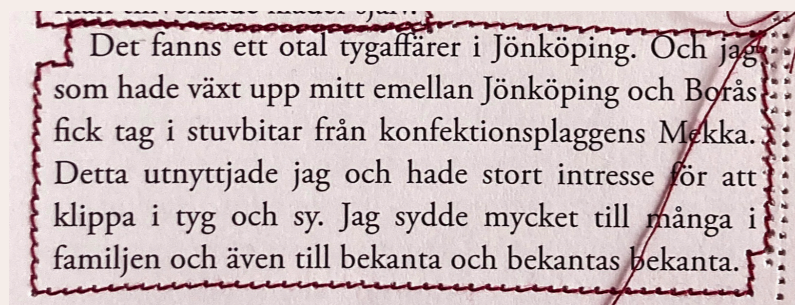 Det fanns ett otal tygaffärer i Jönköping. Och jag
som hade växt upp mitt emellan Jönköping och Borås
fick tag i stuvbitar från konfektionsplaggens Mekka.
Detta utnyttjade jag och hade stort intresse för att
klippa i tyg och sy. Jag sydde mycket till många i
familjen och även till bekanta och bekantas bekanta.